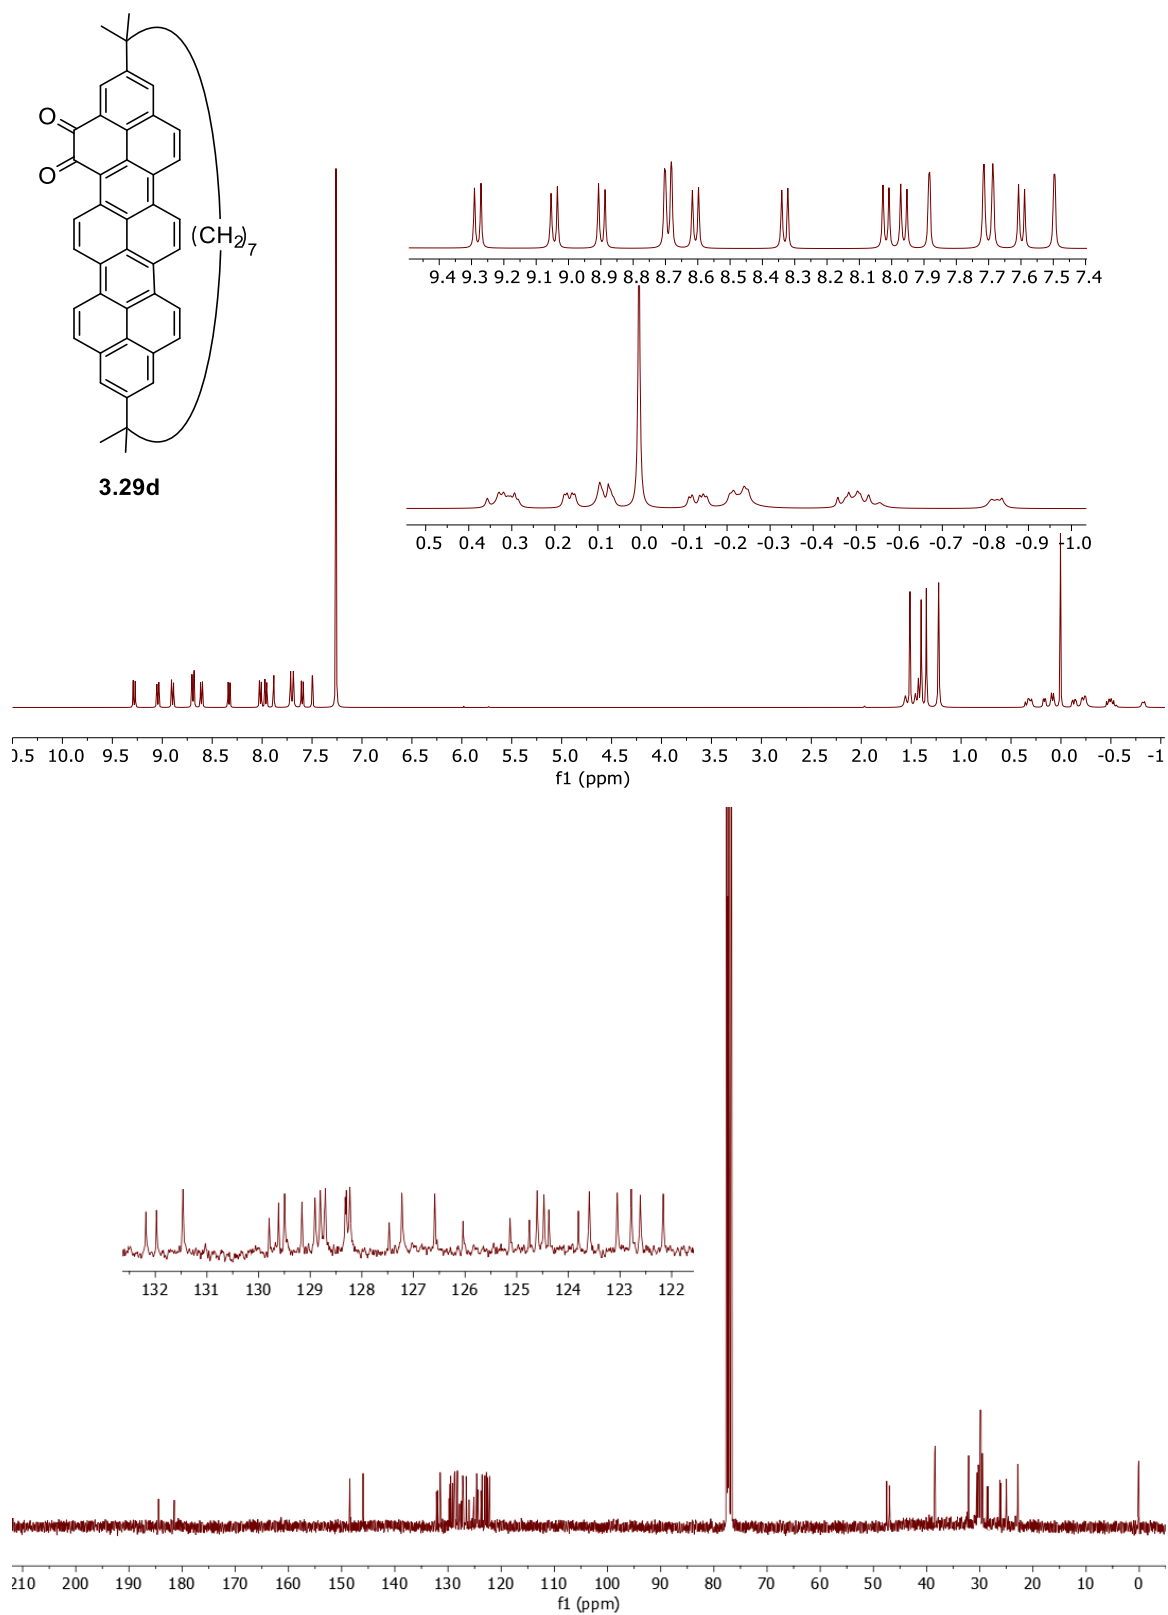 O
O
(CH2)7
3.29d
9.4 9.3 9.2 9.1 9.0 8.9 8.8 8.7 8.6 8.5 8.4 8.3 8.2 8.1 8.0 7.9 7.8 7.7 7.6 7.5 7.4
0.5 0.4 0.3 0.2 0.1 0.0 -0.1 -0.2 -0.3 -0.4 -0.5 -0.6 -0.7 -0.8 -0.9 -1.0
0.5 10.0 9.5 9.0 8.5 8.0 7.5 7.0 6.5 6.0 5.5 5.0 4.5 4.0 3.5 3.0 2.5 2.0 1.5 1.0 0.5 0.0 -0.5 -1
f1 (ppm)
132 131 130 129 128 127 126 125 124 123 122
210 200 190 180 170 160 150 140 130 120 110 100 90 80 70 60 50 40 30 20 10 0
f1 (ppm)